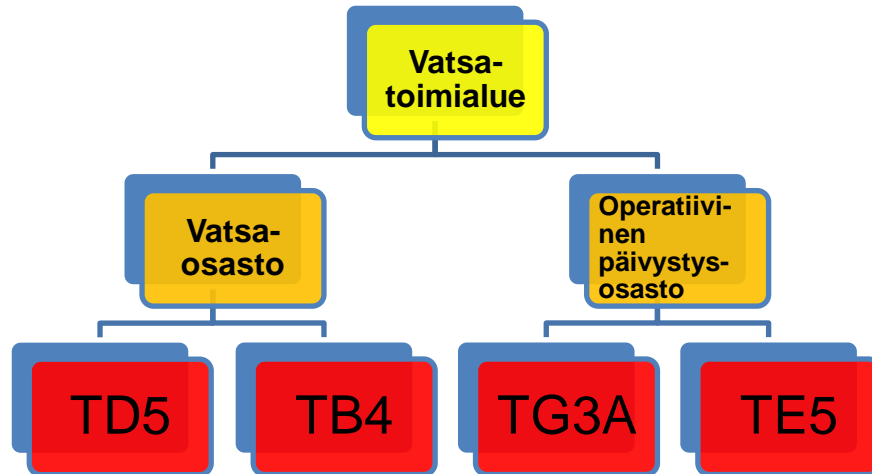 Vatsa-
toimialue
Vatsa-
osasto
Operatiivi-
nen
päivystys-
osasto
TD5
TB4
TG3A
TE5